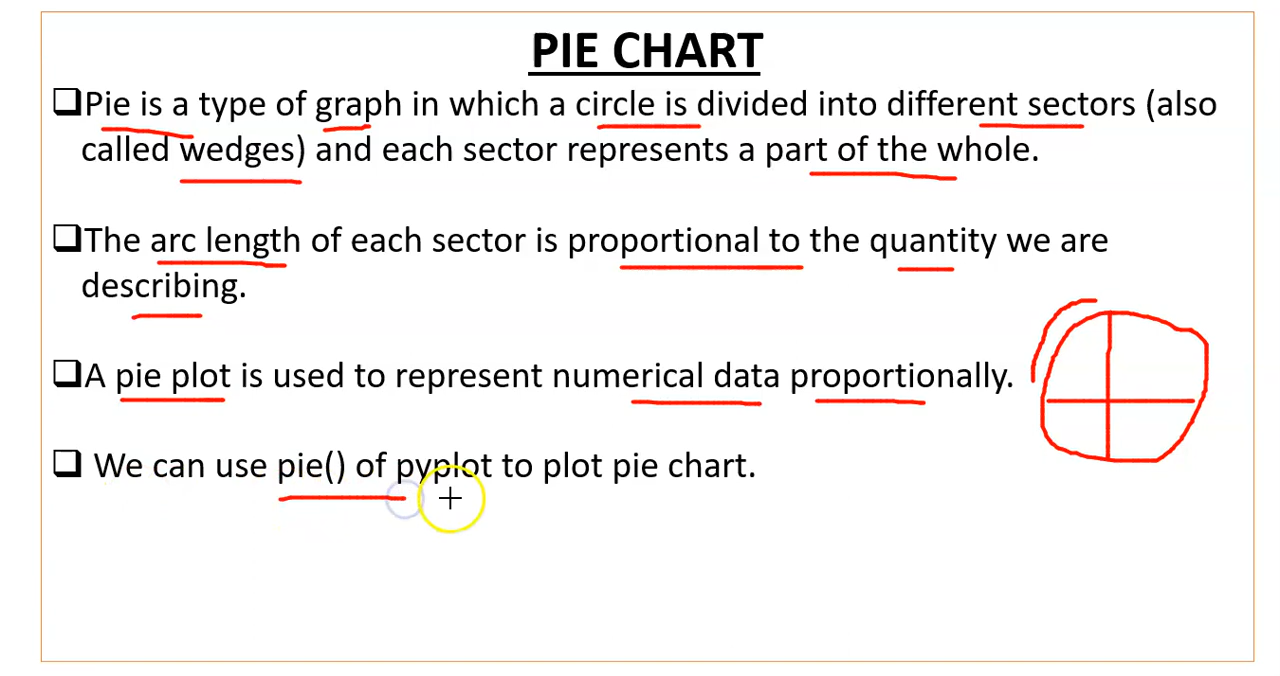 PIE CHART
❑Pie is a type of graph in which a circle is divided into different sectors (also
called wedges) and each sector represents a part of the whole.
❑The arc length of each sector is proportional to the quantity we are
describing.
❑A pie plot is used to represent numerical data proportionally.
❑ We can use pie() of pyplot to plot pie chart.